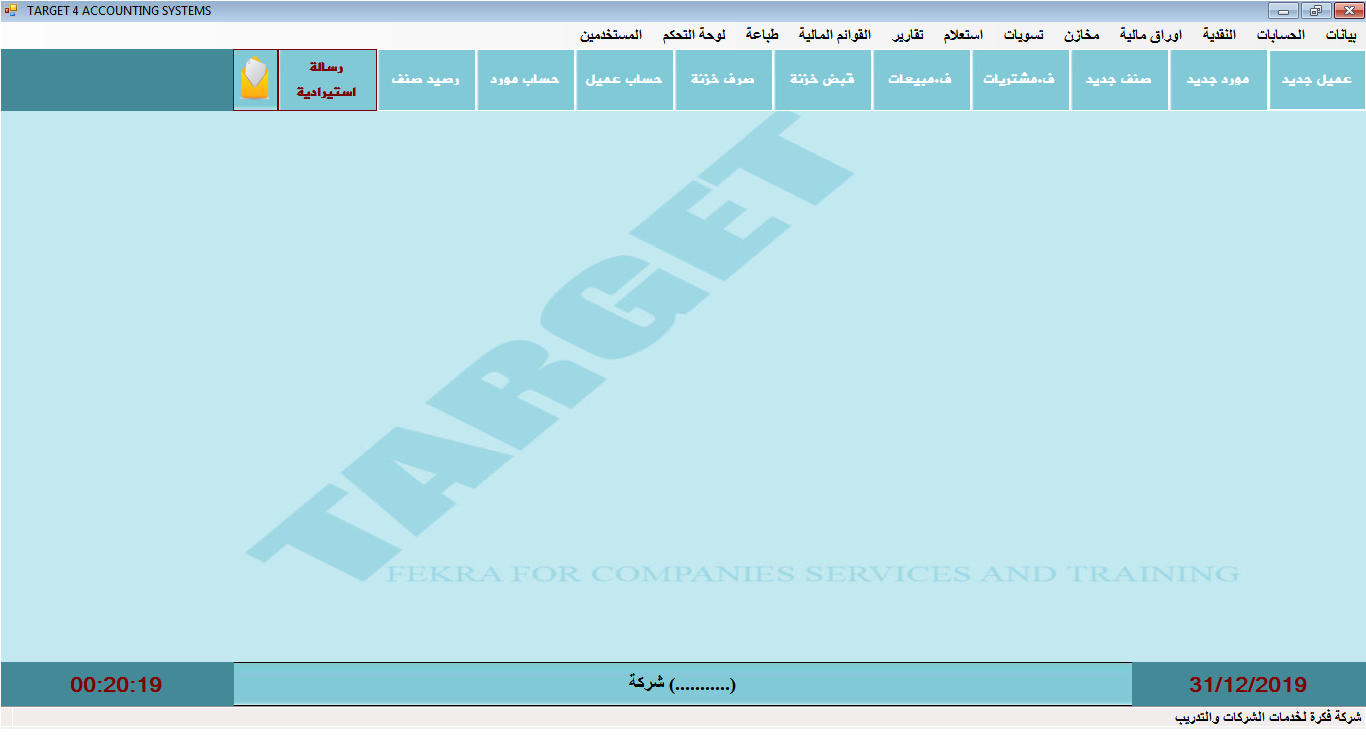 TARGET 4 ACCOUNTING SYSTEMS
بيانات الحسابات النقدية اوراق مالية مخازن تسويات استعلام تقارير القوائم المالية طباعة لوحة التحكم المستخدمين
عميل جديد
مورد جديد
صنف جديد
ف.مشتريات
ف.مبيعات
قبض خزنة
صرف خزنة
حساب عميل
حساب مورد
رصيد صنف
رسالة
استيرادية
TARGET
FEKRA FOR COMPANIES SERVICES AND TRAINING
31/12/2019
شركة (...........)
00:20:19
شركة فكرة لخدمات الشركات والتدريب